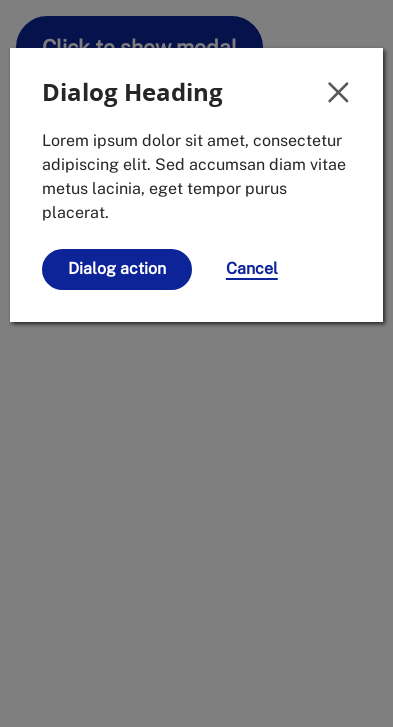 Click to show modal
Dialog Heading
Lorem ipsum dolor sit amet, consectetur
adipiscing elit. Sed accumsan diam vitae
metus lacinia, eget tempor purus
placerat.
Dialog action
Cancel